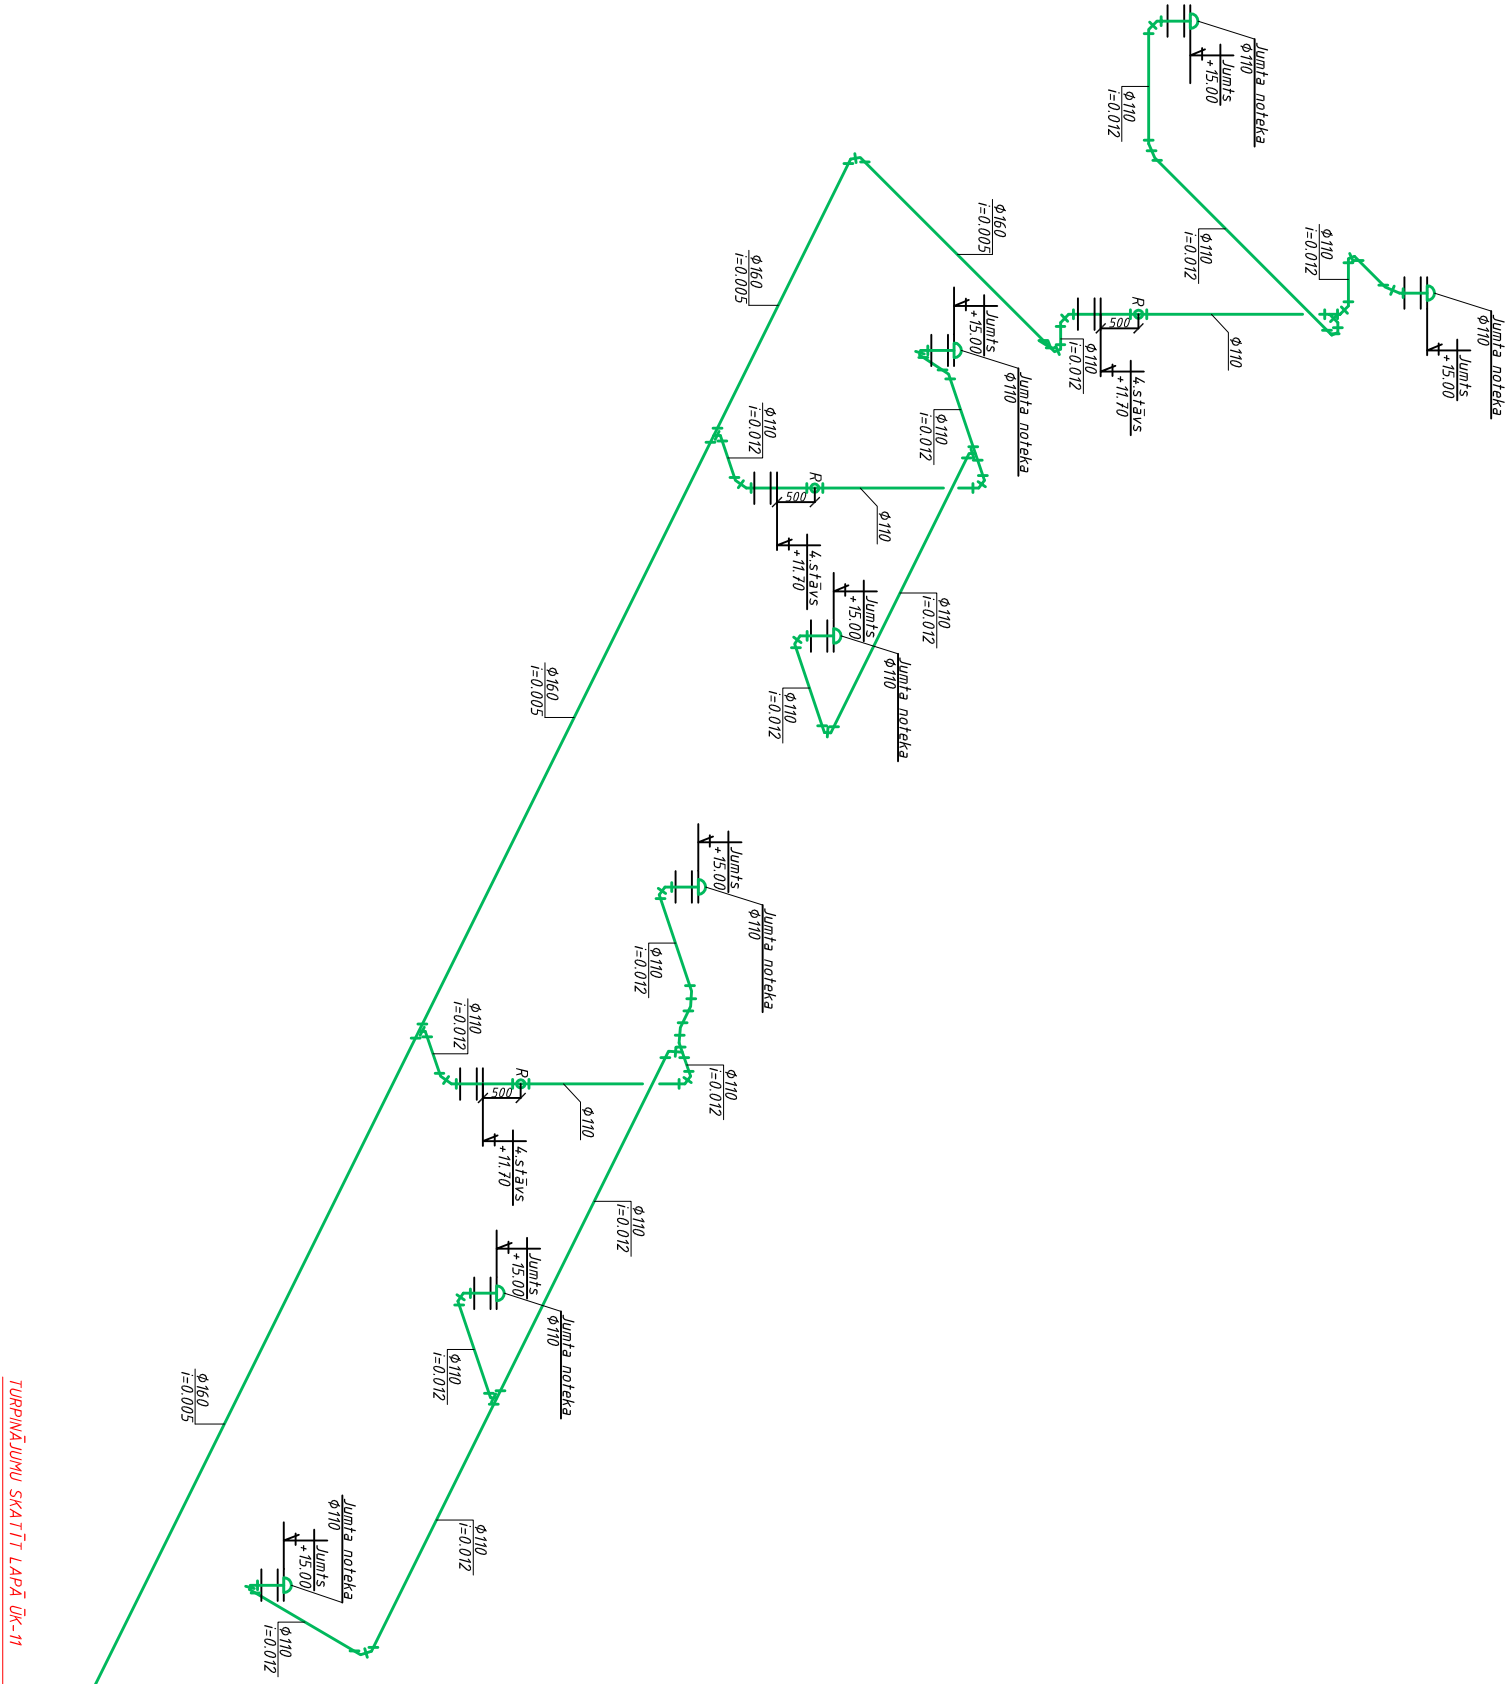 Jumta noteka
φ110
Jumts
+15.00
φ110
i=0.012
φ110
i=0.012
φ110
i=0.012
Jumta noteka
φ110
Jumts
+15.00
R
500
φ110
4.stāvs
+11.70
φ110
i=0.012
φ160
i=0.005
φ160
i=0.005
Jumts
+15.00
Jumta noteka
φ110
φ110
i=0.012
φ110
i=0.012
R
500
φ110
4.stāvs
+11.70
φ110
i=0.012
Jumts
+15.00
Jumta noteka
φ110
φ110
i=0.012
φ160
i=0.005
Jumts
+15.00
Jumta noteka
φ110
φ110
i=0.012
φ110
i=0.012
φ110
i=0.012
R
500
φ110
4.stāvs
+11.70
φ110
i=0.012
Jumts
+15.00
Jumta noteka
φ110
φ110
i=0.012
φ160
i=0.005
φ110
i=0.012
Jumta noteka
φ110
Jumts
+15.00
φ110
i=0.012
TURPINĀJUMU SKATĪT LAPĀ ŪK-11